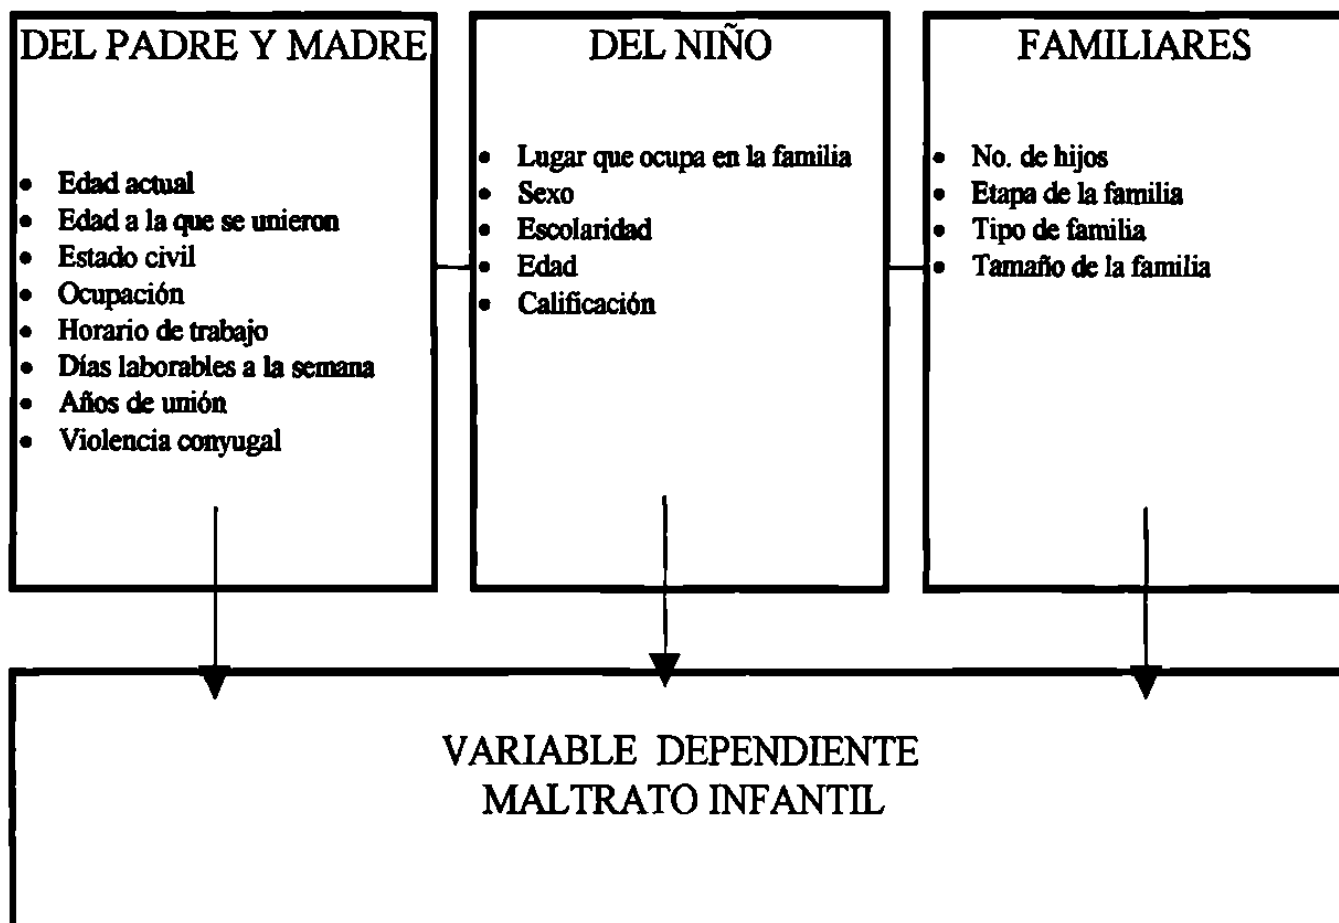 DEL PADRE Y MADRE
• Edad actual
• Edad a la que se unieron
• Estado civil
• Ocupación
• Horario de trabajo
• Días laborables a la semana
• Años de unión
• Violencia conyugal
DEL NIÑO
• Lugar que ocupa en la familia
• Sexo
• Escolaridad
• Edad
• Calificación
FAMILIARES
• No. de hijos
• Etapa de la familia
• Tipo de familia
• Tamaño de la familia
VARIABLE DEPENDIENTE
MALTRATO INFANTIL